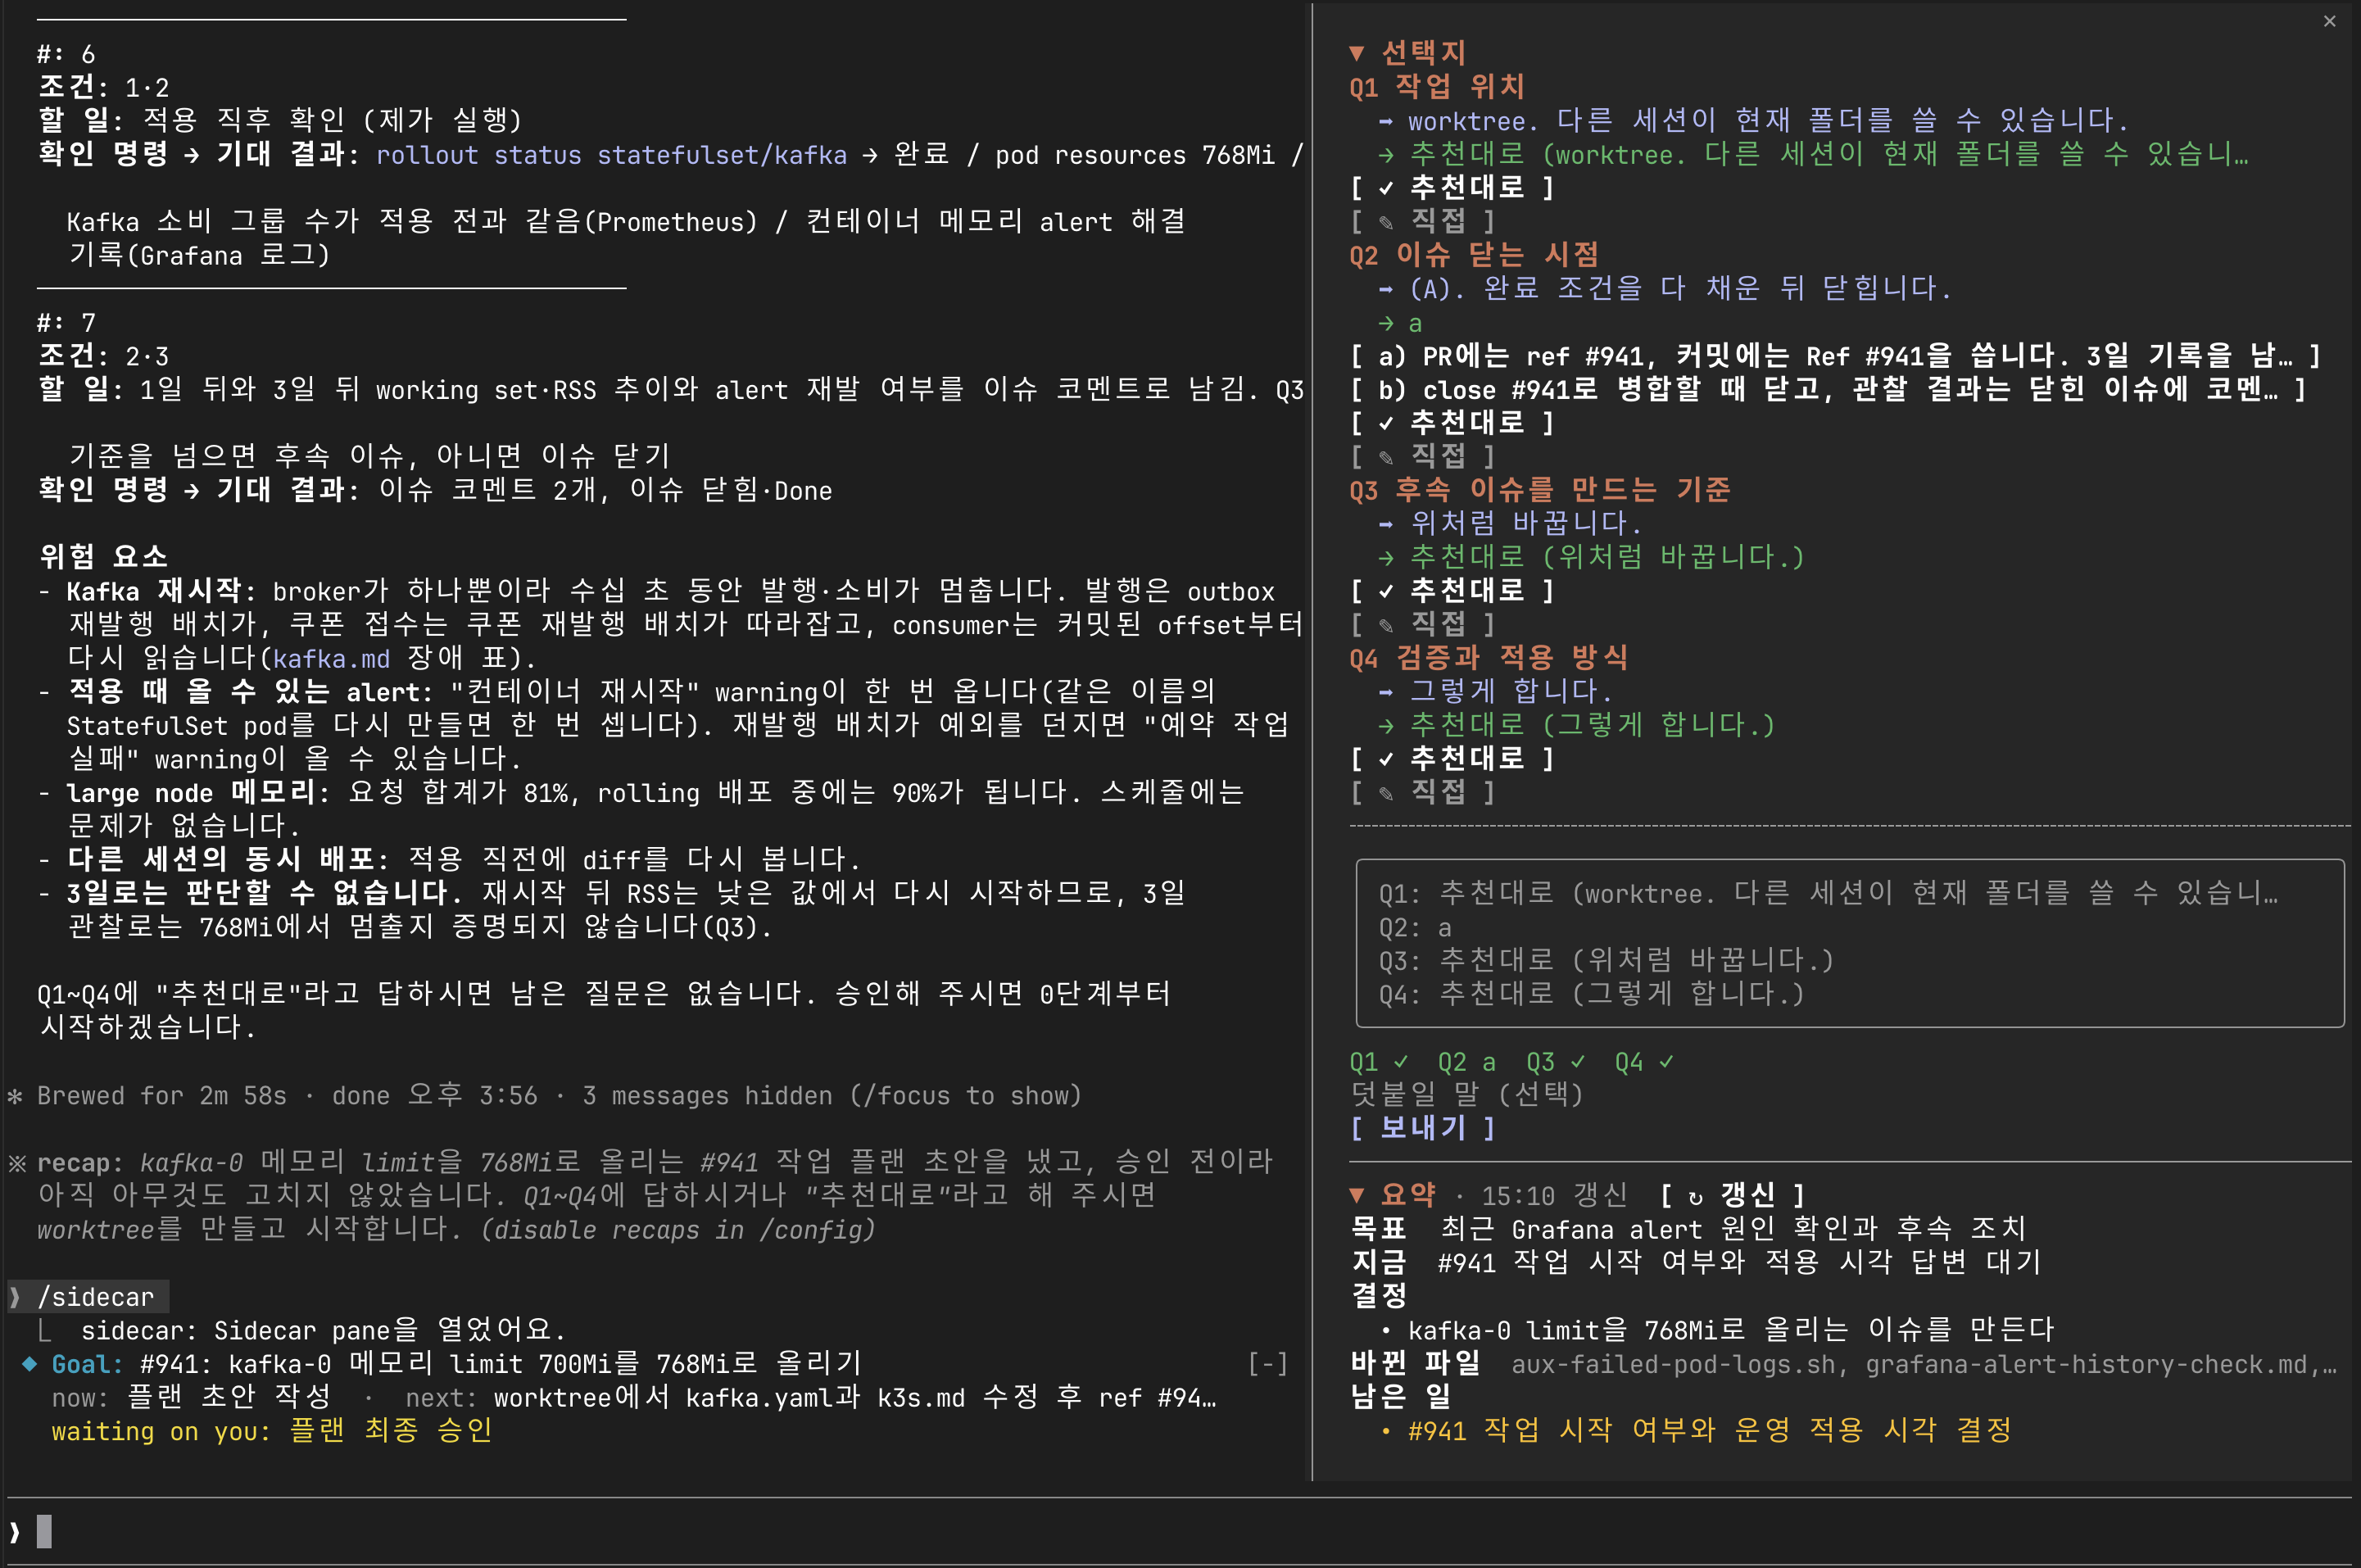 #: 6
조건: 1·2
할 일: 적용 직후 확인 (제가 실행)
확인 명령 → 기대 결과: rollout status statefulset/kafka → 완료 / pod resources 768Mi /
Kafka 소비 그룹 수가 적용 전과 같음(Prometheus) / 컨테이너 메모리 alert 해결
기록(Grafana 로그)
#: 7
조건: 2·3
할 일: 1일 뒤와 3일 뒤 working set·RSS 추이와 alert 재발 여부를 이슈 코멘트로 남김. Q3
기준을 넘으면 후속 이슈, 아니면 이슈 닫기
확인 명령 → 기대 결과: 이슈 코멘트 2개, 이슈 닫힘·Done
위험 요소
- Kafka 재시작: broker가 하나뿐이라 수십 초 동안 발행·소비가 멈춥니다. 발행은 outbox
재발행 배치가, 쿠폰 접수는 쿠폰 재발행 배치가 따라잡고, consumer는 커밋된 offset부터
다시 읽습니다(kafka.md 장애 표).
- 적용 때 올 수 있는 alert: "컨테이너 재시작" warning이 한 번 옵니다(같은 이름의
StatefulSet pod를 다시 만들면 한 번 셉니다). 재발행 배치가 예외를 던지면 "예약 작업
실패" warning이 올 수 있습니다.
- large node 메모리: 요청 합계가 81%, rolling 배포 중에는 90%가 됩니다. 스케줄에는
문제가 없습니다.
- 다른 세션의 동시 배포: 적용 직전에 diff를 다시 봅니다.
- 3일로는 판단할 수 없습니다. 재시작 뒤 RSS는 낮은 값에서 다시 시작하므로, 3일
관찰로는 768Mi에서 멈출지 증명되지 않습니다(Q3).
Q1~Q4에 "추천대로"라고 답하시면 남은 질문은 없습니다. 승인해 주시면 0단계부터
시작하겠습니다.
✻ Brewed for 2m 58s · done 오후 3:56 · 3 messages hidden (/focus to show)
※ recap: kafka-0 메모리 limit을 768Mi로 올리는 #941 작업 플랜 초안을 냈고, 승인 전이라
아직 아무것도 고치지 않았습니다. Q1~Q4에 답하시거나 "추천대로"라고 해 주시면
worktree를 만들고 시작합니다. (disable recaps in /config)
❯ /sidecar
⎿ sidecar: Sidecar pane을 열었어요.
◆ Goal: #941: kafka-0 메모리 limit 700Mi를 768Mi로 올리기 [-]
now: 플랜 초안 작성 · next: worktree에서 kafka.yaml과 k3s.md 수정 후 ref #94…
waiting on you: 플랜 최종 승인
❯
×
▼ 선택지
Q1 작업 위치
➡ worktree. 다른 세션이 현재 폴더를 쓸 수 있습니다.
→ 추천대로 (worktree. 다른 세션이 현재 폴더를 쓸 수 있습니…
[ ✓ 추천대로 ]
[ ✎ 직접 ]
Q2 이슈 닫는 시점
➡ (A). 완료 조건을 다 채운 뒤 닫힙니다.
→ a
[ a) PR에는 ref #941, 커밋에는 Ref #941을 씁니다. 3일 기록을 남… ]
[ b) close #941로 병합할 때 닫고, 관찰 결과는 닫힌 이슈에 코멘… ]
[ ✓ 추천대로 ]
[ ✎ 직접 ]
Q3 후속 이슈를 만드는 기준
➡ 위처럼 바꿉니다.
→ 추천대로 (위처럼 바꿉니다.)
[ ✓ 추천대로 ]
[ ✎ 직접 ]
Q4 검증과 적용 방식
➡ 그렇게 합니다.
→ 추천대로 (그렇게 합니다.)
[ ✓ 추천대로 ]
[ ✎ 직접 ]
Q1: 추천대로 (worktree. 다른 세션이 현재 폴더를 쓸 수 있습니…
Q2: a
Q3: 추천대로 (위처럼 바꿉니다.)
Q4: 추천대로 (그렇게 합니다.)
Q1 ✓ Q2 a Q3 ✓ Q4 ✓
덧붙일 말 (선택)
[ 보내기 ]
▼ 요약 · 15:10 갱신 [ ↻ 갱신 ]
목표 최근 Grafana alert 원인 확인과 후속 조치
지금 #941 작업 시작 여부와 적용 시각 답변 대기
결정
• kafka-0 limit을 768Mi로 올리는 이슈를 만든다
바뀐 파일 aux-failed-pod-logs.sh, grafana-alert-history-check.md,…
남은 일
• #941 작업 시작 여부와 운영 적용 시각 결정